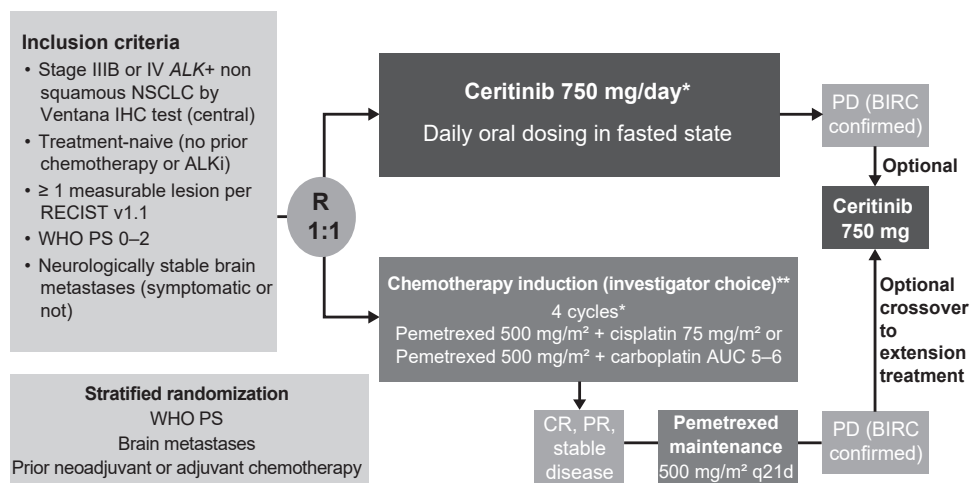 Inclusion criteria
• Stage IIIB or IV ALK+ non
squamous NSCLC by
Ventana IHC test (central)
• Treatment-naive (no prior
chemotherapy or ALKi)
• ≥ 1 measurable lesion per
RECIST v1.1
• WHO PS 0–2
• Neurologically stable brain
metastases (symptomatic or
not)
Stratified randomization
WHO PS
Brain metastases
Prior neoadjuvant or adjuvant chemotherapy
R
1:1
Ceritinib 750 mg/day*
Daily oral dosing in fasted state
PD (BIRC
confirmed)
Optional
Ceritinib
750 mg
Chemotherapy induction (investigator choice)**
4 cycles*
Pemetrexed 500 mg/m² + cisplatin 75 mg/m² or
Pemetrexed 500 mg/m² + carboplatin AUC 5–6
Optional
crossover
to
extension
treatment
CR, PR,
stable
disease
Pemetrexed
maintenance
500 mg/m² q21d
PD (BIRC
confirmed)